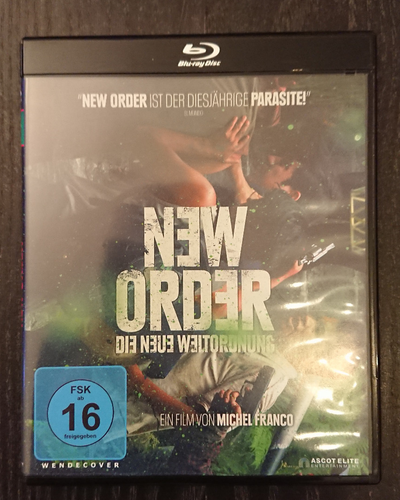 Blu-ray Disc
"NEW ORDER IST DER DIESJÄHRIGE PARASITE!"
NEW
ORDER
DIE NEUE WELTORDNUNG
EIN FILM VON MICHEL FRANCO
FSK
ab
16
freigegeben
WENDECOVER
ASCOT ELITE
ENTERTAINMENT